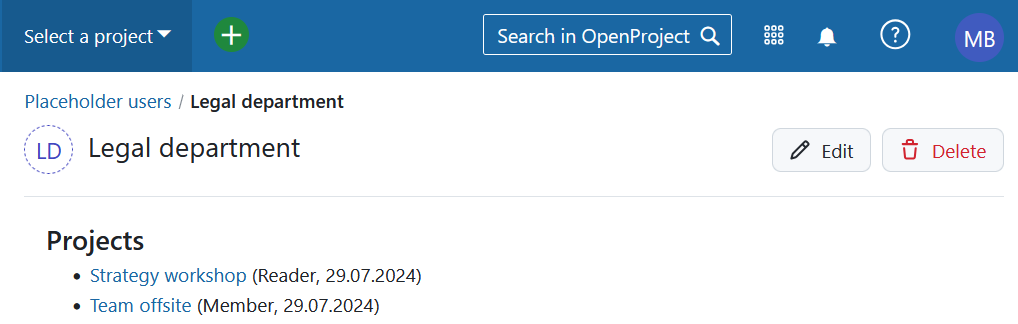 Select a project
Search in OpenProject
?
MB
Placeholder users / Legal department
LD
Legal department
Edit
Delete
Projects
• Strategy workshop (Reader, 29.07.2024)
• Team offsite (Member, 29.07.2024)